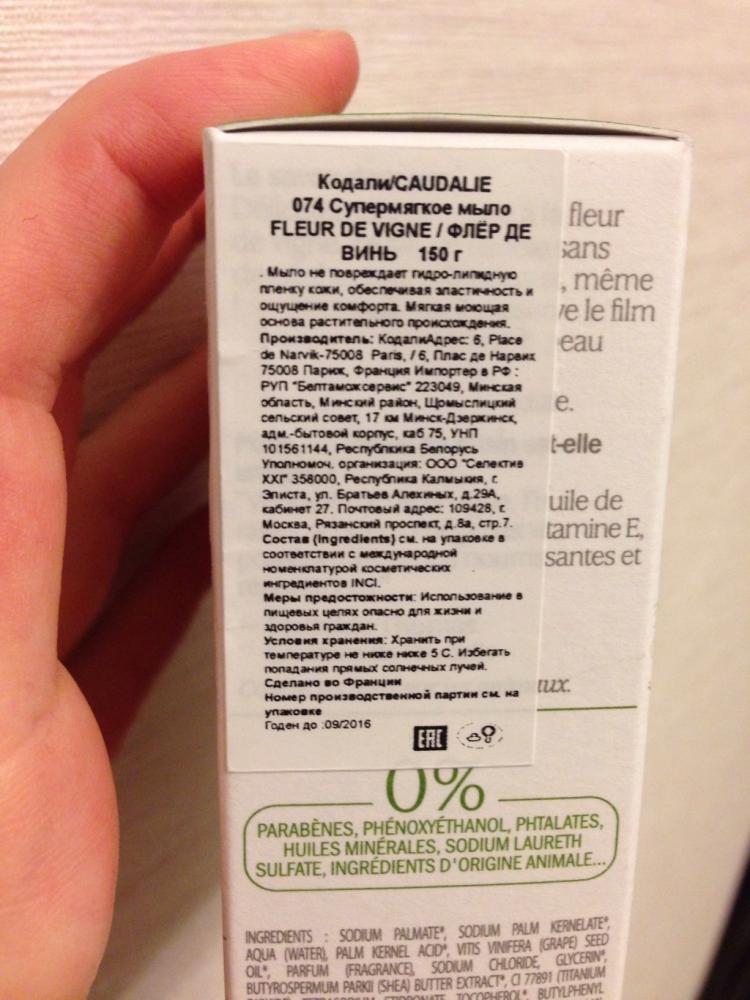 Кодали/CAUDALIE
074 Супермягкое мыло
FLEUR DE VIGNE / ФЛЁР ДЕ
ВИНЬ 150 г
. Мыло не повреждает гидро-липидную
пленку кожи, обеспечивая эластичность и
ощущение комфорта. Мягкая моющая
основа растительного происхождения.
Производитель: КодалиАдрес: 6, Place
de Narvik-75008 Paris, / 6, Плас де Нарвик
75008 Париж, Франция Импортер в РФ :
РУП "Белтаможсервис" 223049, Минская
область, Минский район, Щомыслицкий
сельский совет, 17 км Минск-Дзержинск,
адм.-бытовой корпус, каб 75, УНП
101561144, Республика Белорусь
Уполномоч. организация: ООО "Селектив
XXI" 358000, Республика Калмыкия, г.
Элиста, ул. Братьев Алехиных, д.29А,
кабинет 27. Почтовый адрес: 109428, г.
Москва, Рязанский проспект, д.8а, стр.7.
Состав (Ingredients) см. на упаковке в
соответствии с международной
номенклатурой косметических
ингредиентов INCI.
Меры предостожности: Использование в
пищевых целях опасно для жизни и
здоровья граждан.
Условия хранения: Хранить при
температуре не ниже ниже 5 С. Избегать
попадания прямых солнечных лучей.
Сделано во Франции
Номер производственной партии см. на
упаковке
Годен до :09/2016
EAC
fleur
sans
, même
ve le film
eau
e.
t-elle
uile de
tamine E,
santes et
aux.
0%
PARABÈNES, PHÉNOXYÉTHANOL, PHTALATES,
HUILES MINÉRALES, SODIUM LAURETH
SULFATE, INGRÉDIENTS D'ORIGINE ANIMALE...
INGREDIENTS : SODIUM PALMATE*, SODIUM PALM KERNELATE*,
AQUA (WATER), PALM KERNEL ACID*, VITIS VINIFERA (GRAPE) SEED
OIL*, PARFUM (FRAGRANCE), SODIUM CHLORIDE, GLYCERIN*,
BUTYROSPERMUM PARKII (SHEA) BUTTER EXTRACT*, CI 77891 (TITANIUM
TOCOPHEROL*, BUTYLPHENYL